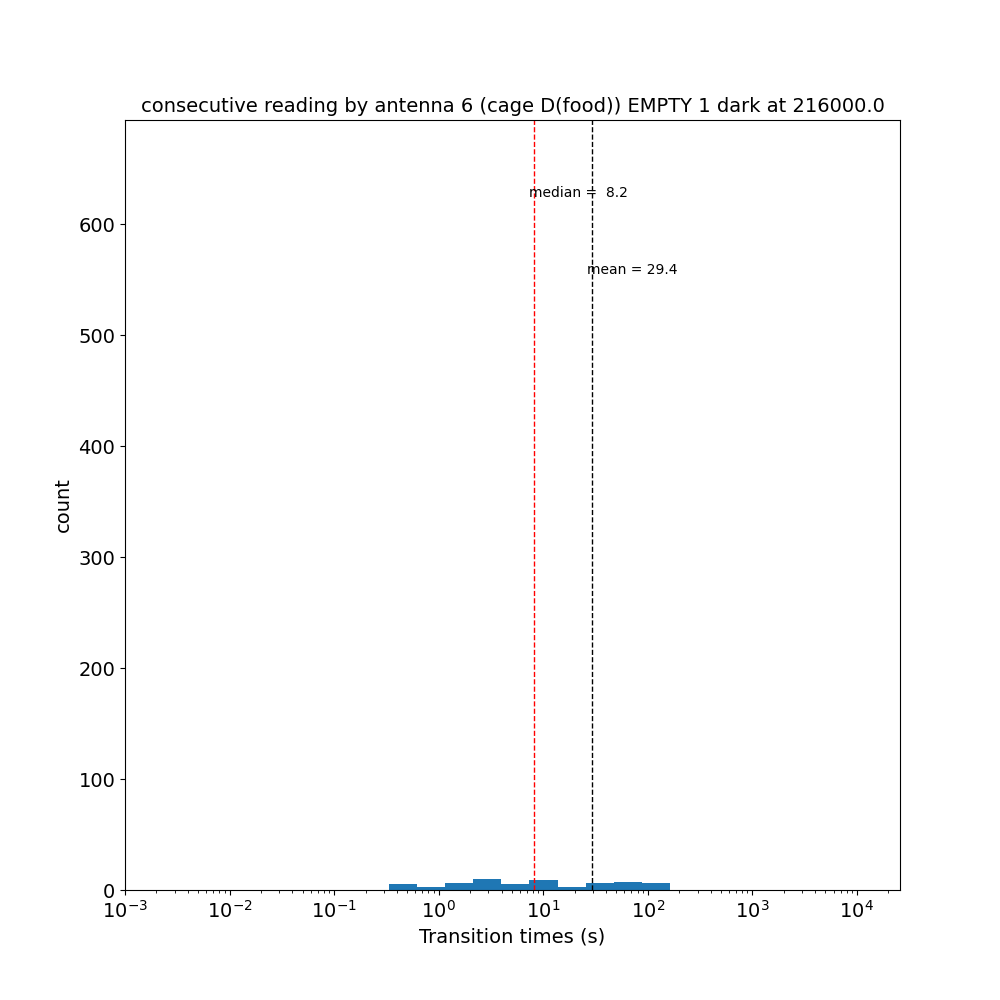 consecutive reading by antenna 6 (cage D(food)) EMPTY 1 dark at 216000.0
median =  8.2
mean = 29.4
600
500
400
300
200
100
0
count
10⁻³ 10⁻² 10⁻¹ 10⁰ 10¹ 10² 10³ 10⁴
Transition times (s)